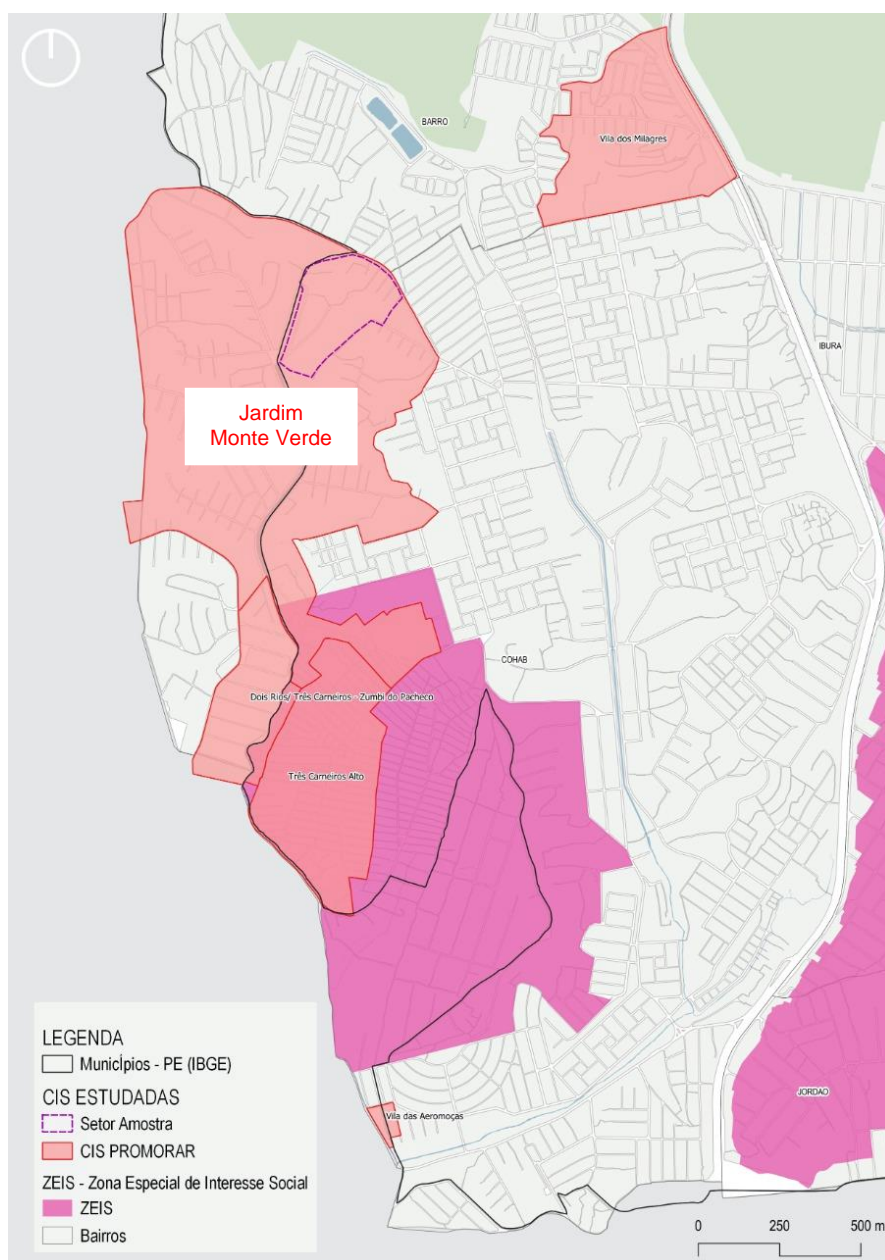 BARRO
Vila dos Milagres
IBURA
Jardim
Monte Verde
COHAB
Dois Rios/ Três Carneiros - Zumbi do Pacheco
Três Carneiros Alto
Vila das Aeromoças
JORDAO
LEGENDA
Municípios - PE (IBGE)
CIS ESTUDADAS
Setor Amostra
CIS PROMORAR
ZEIS - Zona Especial de Interesse Social
ZEIS
Bairros
0 250 500 m